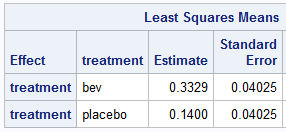 Least Squares Means
Effect treatment Estimate Standard Error
treatment bev 0.3329 0.04025
treatment placebo 0.1400 0.04025